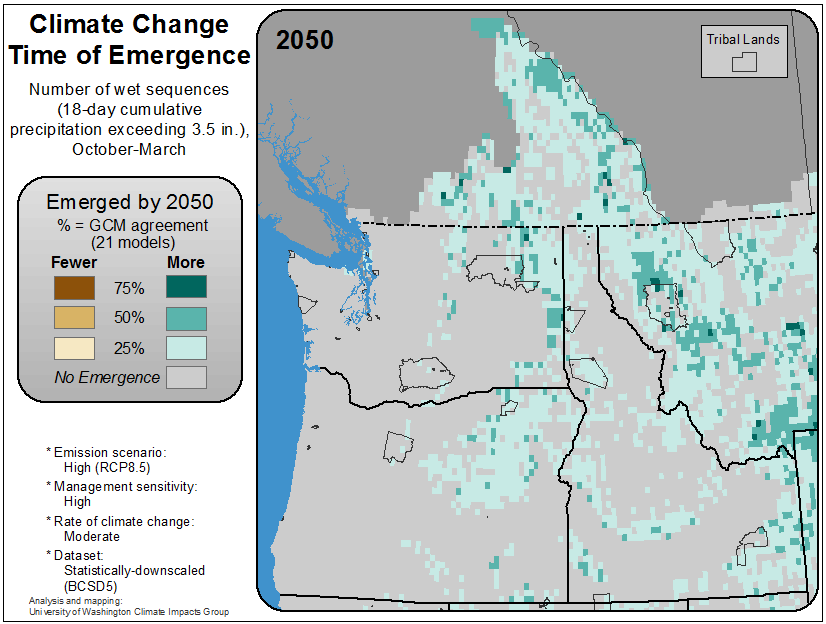 Climate Change
Time of Emergence
Number of wet sequences
(18-day cumulative
precipitation exceeding 3.5 in.),
October-March
Emerged by 2050
% = GCM agreement
(21 models)
Fewer More
75%
50%
25%
No Emergence
* Emission scenario:
High (RCP8.5)
* Management sensitivity:
High
* Rate of climate change:
Moderate
* Dataset:
Statistically-downscaled
(BCSD5)
Analysis and mapping:
University of Washington Climate Impacts Group
2050
Tribal Lands